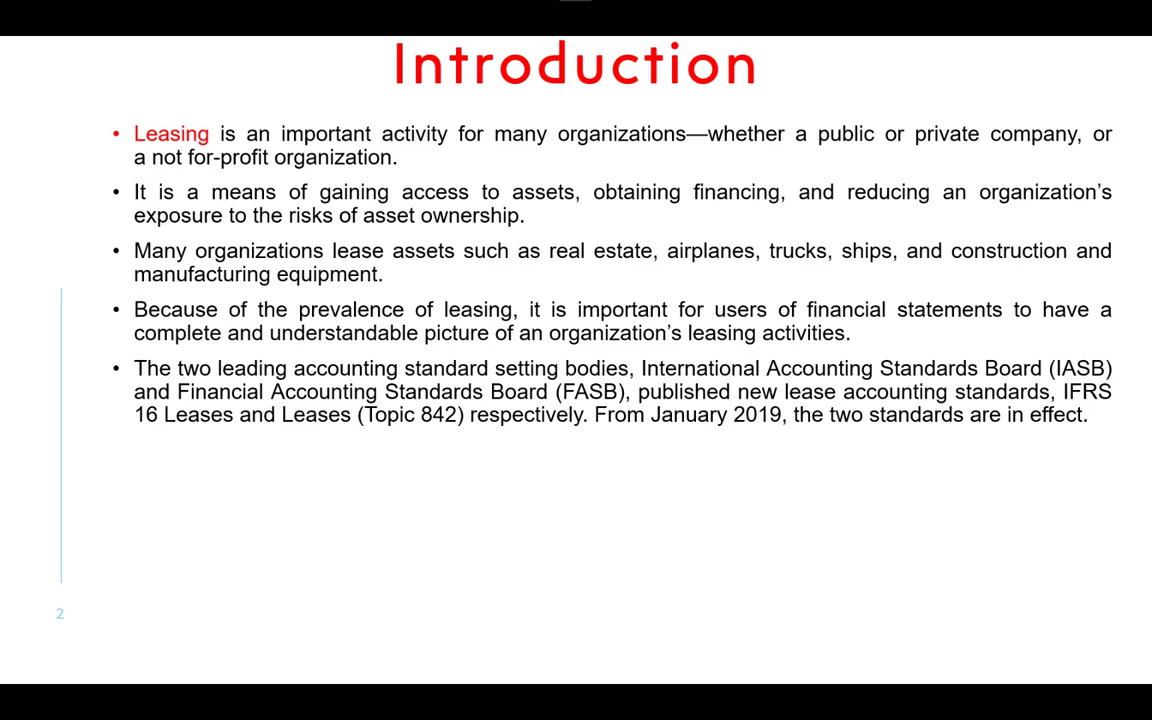 Introduction
• Leasing is an important activity for many organizations—whether a public or private company, or
a not for-profit organization.
• It is a means of gaining access to assets, obtaining financing, and reducing an organization’s
exposure to the risks of asset ownership.
• Many organizations lease assets such as real estate, airplanes, trucks, ships, and construction and
manufacturing equipment.
• Because of the prevalence of leasing, it is important for users of financial statements to have a
complete and understandable picture of an organization’s leasing activities.
• The two leading accounting standard setting bodies, International Accounting Standards Board (IASB)
and Financial Accounting Standards Board (FASB), published new lease accounting standards, IFRS
16 Leases and Leases (Topic 842) respectively. From January 2019, the two standards are in effect.
2